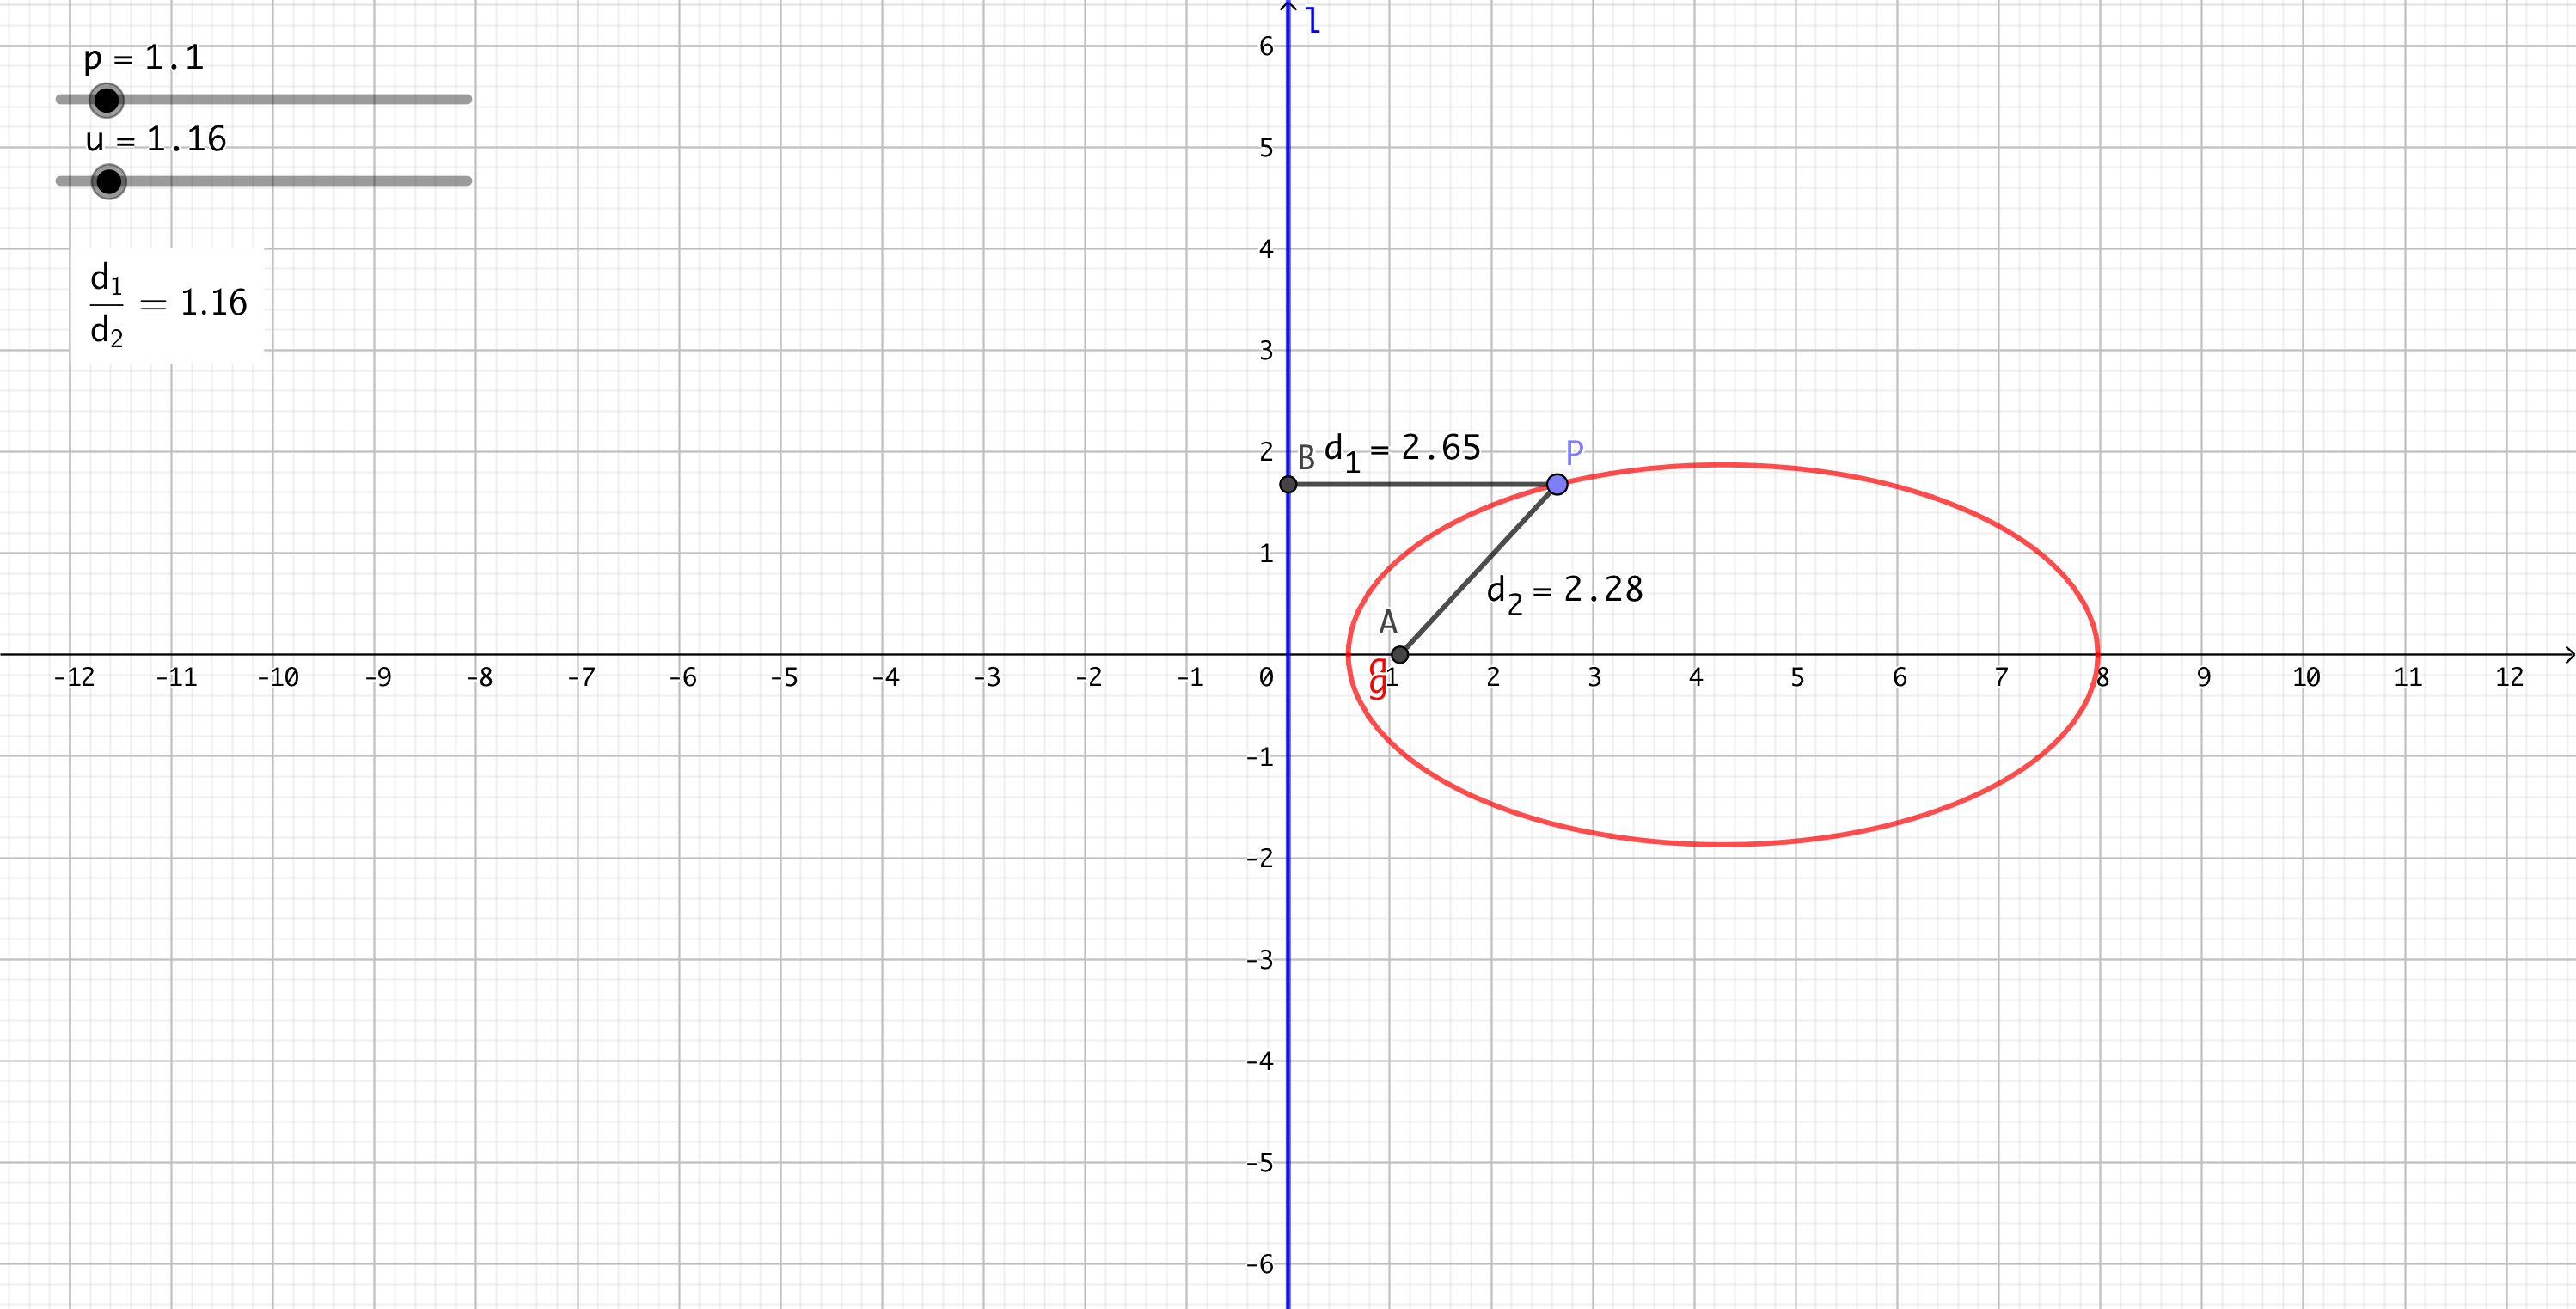 p = 1.1
u = 1.16
d₁/d₂ = 1.16
l
6
5
4
3
2
B d₁ = 2.65 P
1
d₂ = 2.28
A
g
g
-12 -11 -10 -9 -8 -7 -6 -5 -4 -3 -2 -1 0 1 2 3 4 5 6 7 8 9 10 11 12
-1
-2
-3
-4
-5
-6